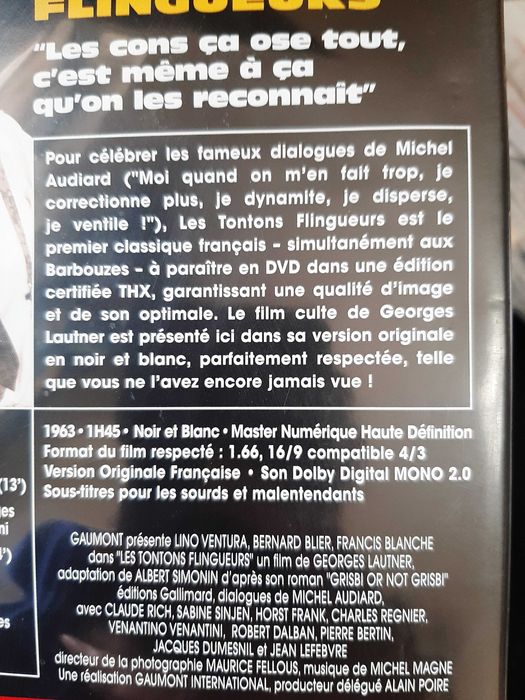 FLINGUEURS
"Les cons ça ose tout,
c'est même à ça
qu'on les reconnaît"
Pour célébrer les fameux dialogues de Michel
Audiard ("Moi quand on m'en fait trop, je
correctionne plus, je dynamite, je disperse,
je ventile !"), Les Tontons Flingueurs est le
premier classique français - simultanément aux
Barbouzes - à paraître en DVD dans une édition
certifiée THX, garantissant une qualité d'image
et de son optimale. Le film culte de Georges
Lautner est présenté ici dans sa version originale
en noir et blanc, parfaitement respectée, telle
que vous ne l'avez encore jamais vue !
1963 • 1H45 • Noir et Blanc • Master Numérique Haute Définition
Format du film respecté : 1.66, 16/9 compatible 4/3
Version Originale Française • Son Dolby Digital MONO 2.0
Sous-titres pour les sourds et malentendants
(13')
GAUMONT présente LINO VENTURA, BERNARD BLIER, FRANCIS BLANCHE
dans "LES TONTONS FLINGUEURS" un film de GEORGES LAUTNER,
adaptation de ALBERT SIMONIN d'après son roman "GRISBI OR NOT GRISBI"
éditions Gallimard, dialogues de MICHEL AUDIARD,
avec CLAUDE RICH, SABINE SINJEN, HORST FRANK, CHARLES REGNIER,
VENANTINO VENANTINI, ROBERT DALBAN, PIERRE BERTIN,
JACQUES DUMESNIL et JEAN LEFEBVRE
directeur de la photographie MAURICE FELLOUS, musique de MICHEL MAGNE
Une réalisation GAUMONT INTERNATIONAL, producteur délégué ALAIN POIRE